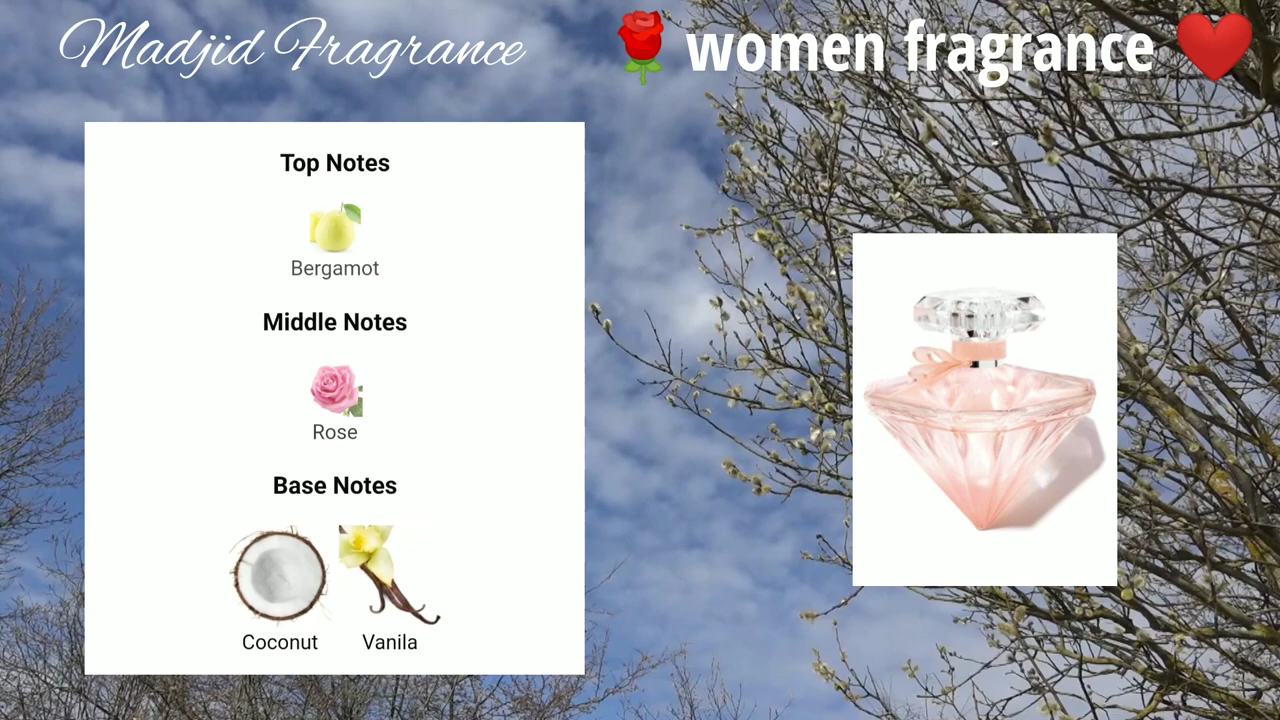 Madjid Fragrance
🌹 women fragrance ❤️
Top Notes
Bergamot
Middle Notes
Rose
Base Notes
Coconut Vanila